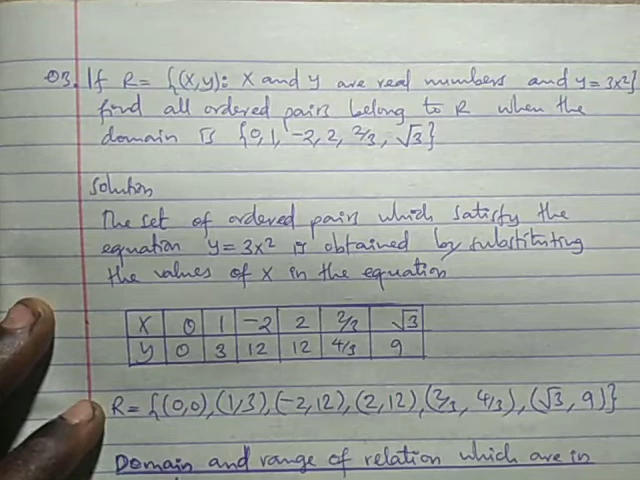 Q3. If R = {(X,y): X and y are real numbers and y = 3x²}
find all ordered pairs belong to R when the
domain is {0, 1, -2, 2, 2/3, √3}
Solution
The set of ordered pairs which satisfy the
equation y = 3x² is obtained by substituting
the values of x in the equation
X 0 1 -2 2 2/3 √3
Y 0 3 12 12 4/3 9
R = {(0,0), (1,3), (-2,12), (2,12), (2/3, 4/3), (√3, 9)}
Domain and range of relation which are in